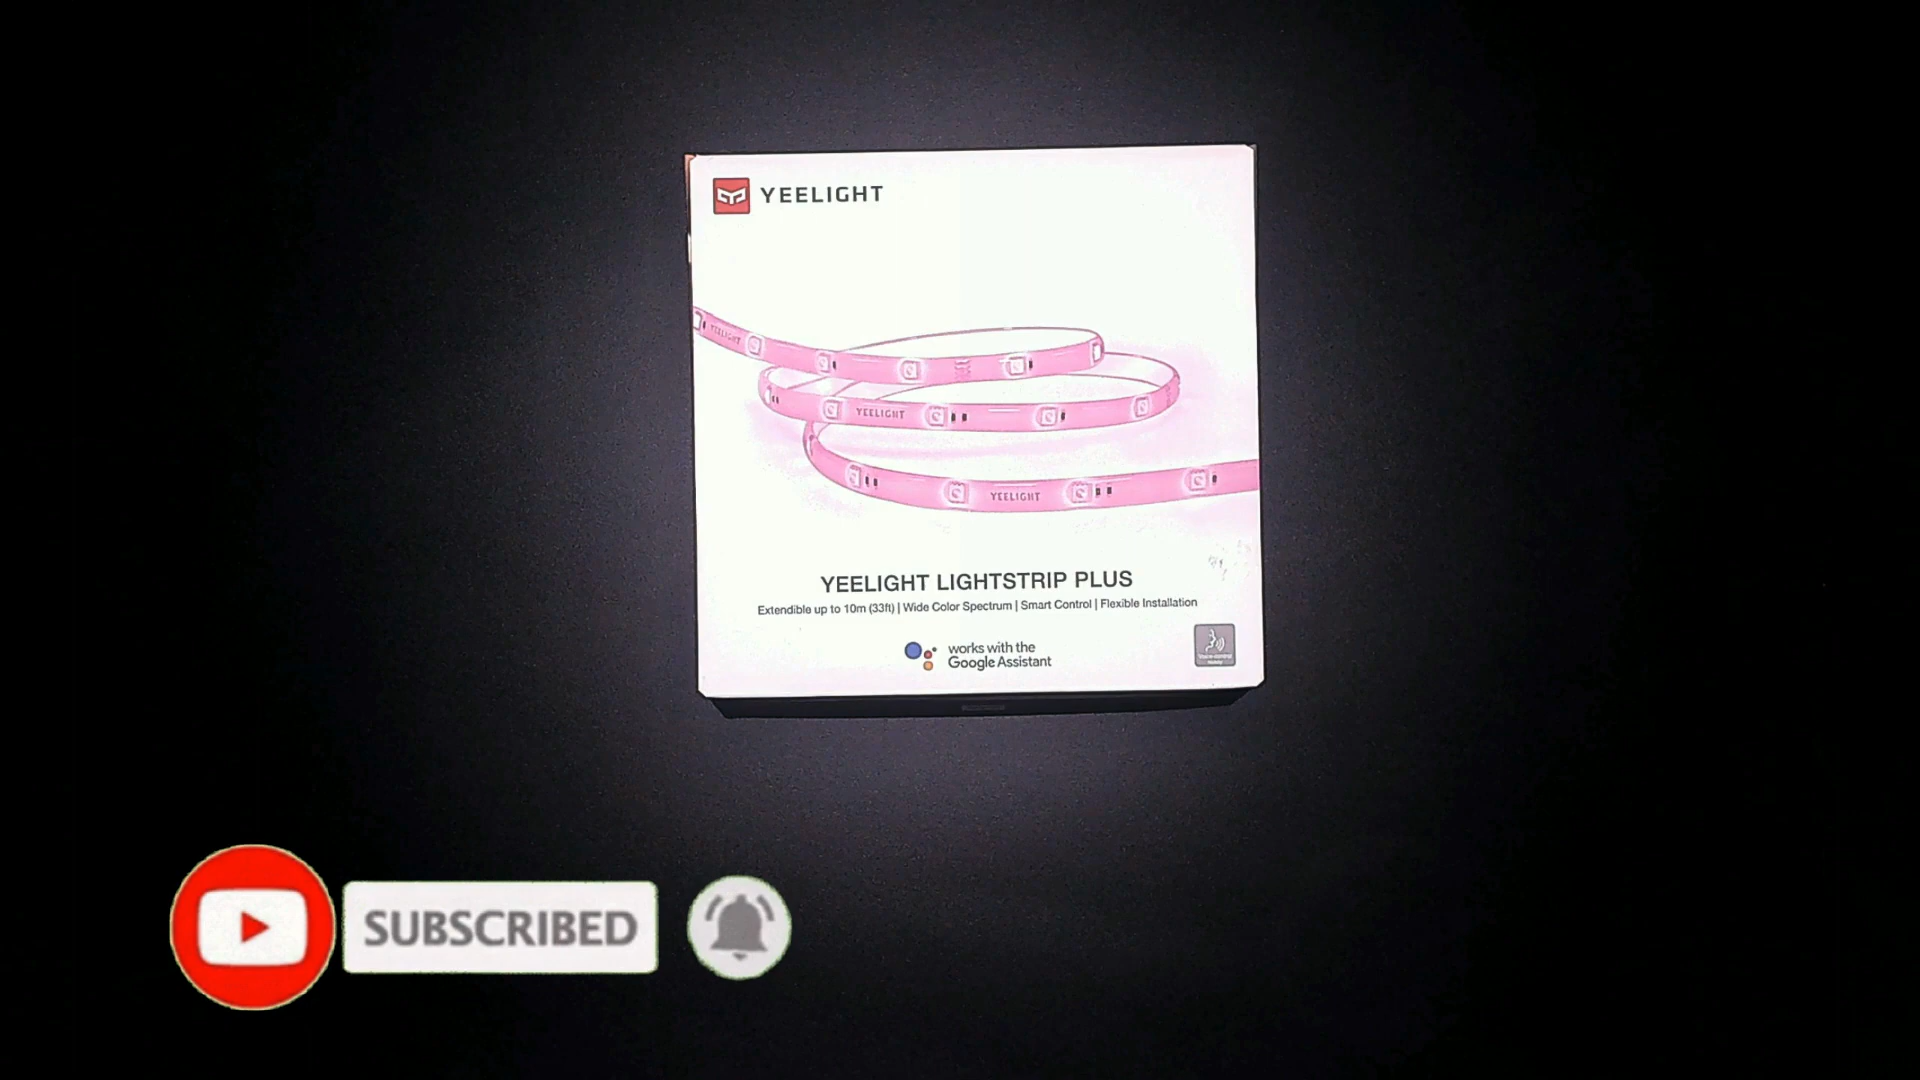 YEELIGHT
YEELIGHT
YEELIGHT
YEELIGHT
YEELIGHT LIGHTSTRIP PLUS
Extendible up to 10m (33ft) | Wide Color Spectrum | Smart Control | Flexible Installation
works with the
Google Assistant
SUBSCRIBED